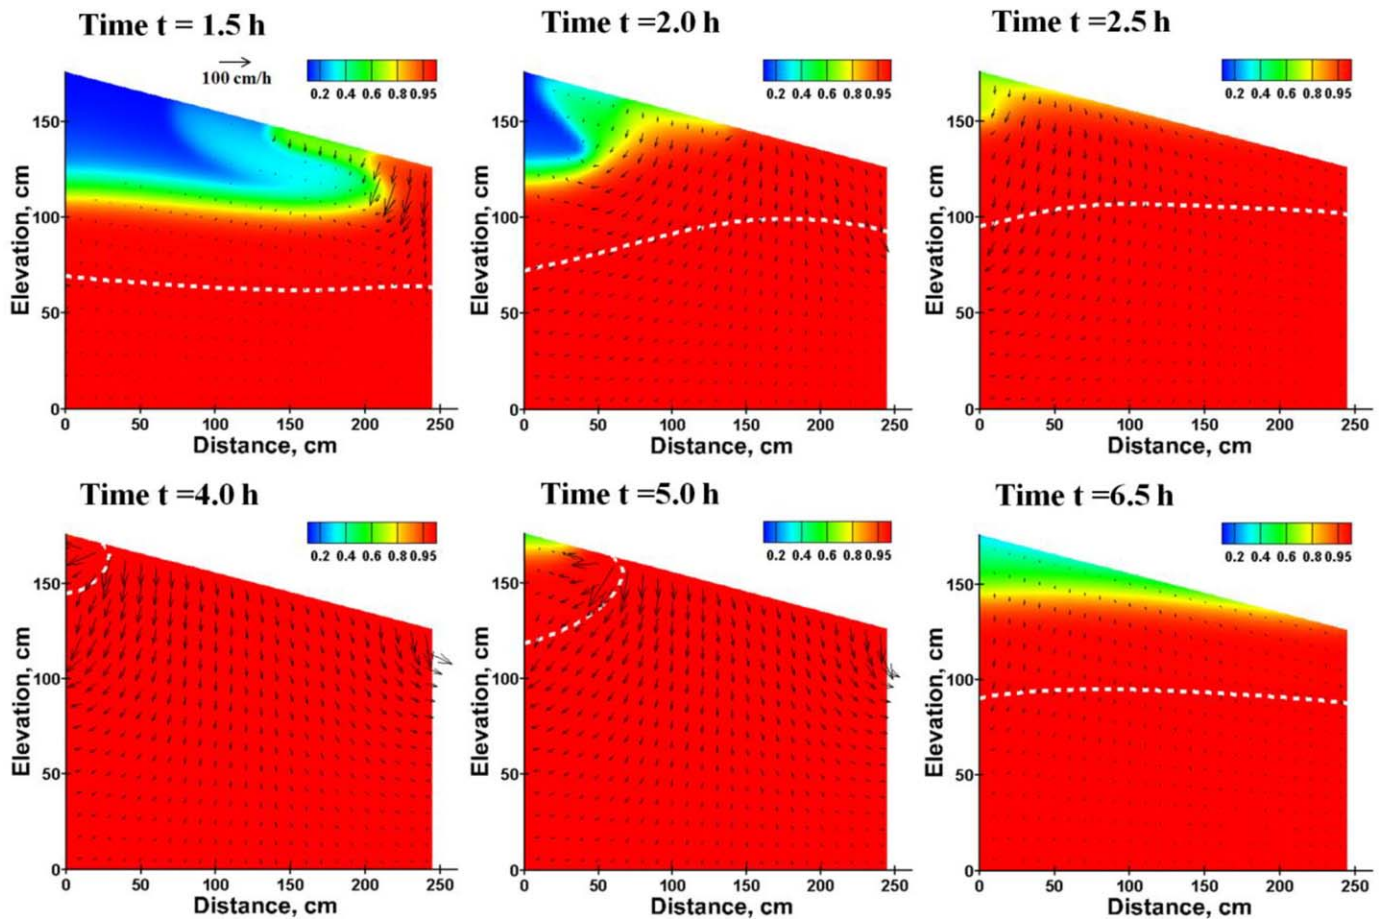 Time t = 1.5 h
100 cm/h
0.2 0.4 0.6 0.8 0.95
150
100
50
0
Elevation, cm
0 50 100 150 200 250
Distance, cm
Time t =2.0 h
0.2 0.4 0.6 0.8 0.95
150
100
50
0
Elevation, cm
0 50 100 150 200 250
Distance, cm
Time t =2.5 h
0.2 0.4 0.6 0.8 0.95
150
100
50
0
Elevation, cm
0 50 100 150 200 250
Distance, cm
Time t =4.0 h
0.2 0.4 0.6 0.8 0.95
150
100
50
0
Elevation, cm
0 50 100 150 200 250
Distance, cm
Time t =5.0 h
0.2 0.4 0.6 0.8 0.95
150
100
50
0
Elevation, cm
0 50 100 150 200 250
Distance, cm
Time t =6.5 h
0.2 0.4 0.6 0.8 0.95
150
100
50
0
Elevation, cm
0 50 100 150 200 250
Distance, cm